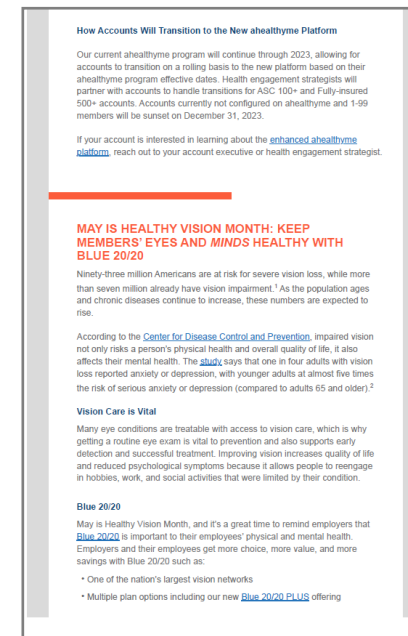 How Accounts Will Transition to the New ahealthyme Platform
Our current ahealthyme program will continue through 2023, allowing for
accounts to transition on a rolling basis to the new platform based on their
ahealthyme program effective dates. Health engagement strategists will
partner with accounts to handle transitions for ASC 100+ and Fully-insured
500+ accounts. Accounts currently not configured on ahealthyme and 1-99
members will be sunset on December 31, 2023.
If your account is interested in learning about the enhanced ahealthyme
platform, reach out to your account executive or health engagement strategist.
MAY IS HEALTHY VISION MONTH: KEEP
MEMBERS' EYES AND MINDS HEALTHY WITH
BLUE 20/20
Ninety-three million Americans are at risk for severe vision loss, while more
than seven million already have vision impairment.¹ As the population ages
and chronic diseases continue to increase, these numbers are expected to
rise.
According to the Center for Disease Control and Prevention, impaired vision
not only risks a person's physical health and overall quality of life, it also
affects their mental health. The study says that one in four adults with vision
loss reported anxiety or depression, with younger adults at almost five times
the risk of serious anxiety or depression (compared to adults 65 and older).²
Vision Care is Vital
Many eye conditions are treatable with access to vision care, which is why
getting a routine eye exam is vital to prevention and also supports early
detection and successful treatment. Improving vision increases quality of life
and reduced psychological symptoms because it allows people to reengage
in hobbies, work, and social activities that were limited by their condition.
Blue 20/20
May is Healthy Vision Month, and it's a great time to remind employers that
Blue 20/20 is important to their employees' physical and mental health.
Employers and their employees get more choice, more value, and more
savings with Blue 20/20 such as:
• One of the nation's largest vision networks
• Multiple plan options including our new Blue 20/20 PLUS offering